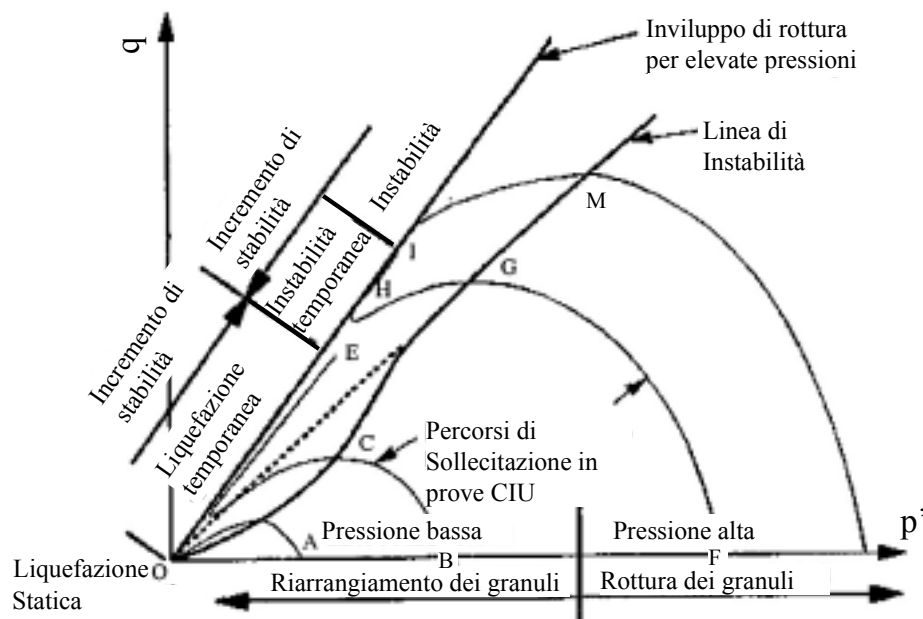 q
Inviluppo di rottura
per elevate pressioni
Linea di
Instabilità
Incremento di
stabilità
Instabilità
Instabilità
temporanea
Incremento di
stabilità
Liquefazione
temporanea
M
I
G
H
E
C
Percorsi di
Sollecitazione in
prove CIU
A
Pressione bassa
B
Pressione alta
F
p'
O
Liquefazione
Statica
Riarrangiamento dei granuli
Rottura dei granuli